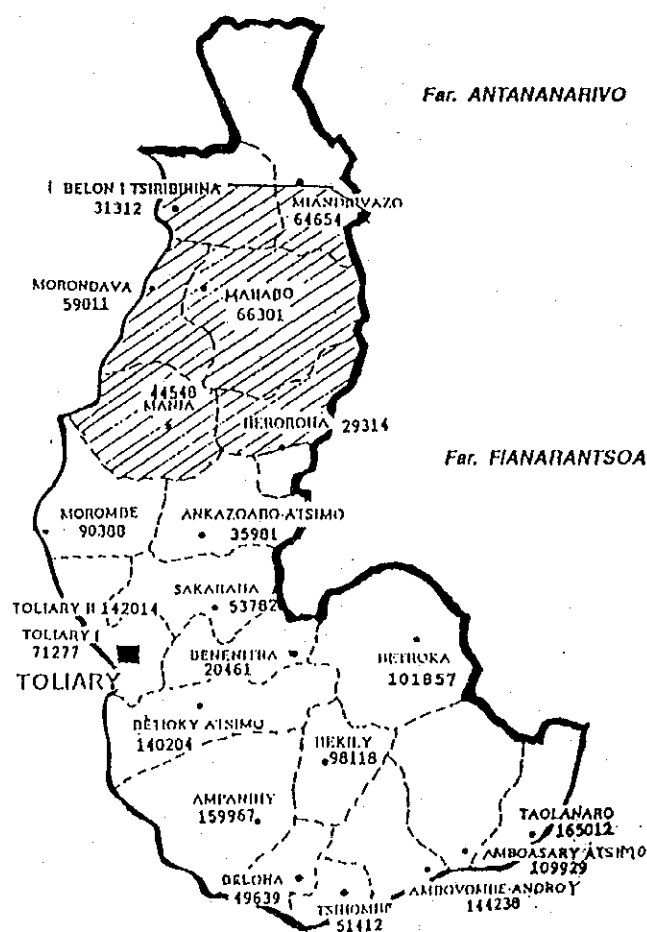 Far. ANTANANARIVO
BELON I TSIRIBIHINA
31312
MIANDRIVAZO
64654
MORONDAVA
59011
MAHABO
66301
44540
MANJA
BEROROHA 29314
Far. FIANARANTSOA
MOROMBE
90388
ANKAZOABO-ATSIMO
35981
SAKARAHA
53782
TOLIARY II 142014
TOLIARY I
71277
TOLIARY
BENENITRA
20461
BETROKA
101857
BETIOKY ATSIMO
140204
BEKILY
98118
AMPANIHY
159967
TAOLANARO
165012
AMBOASARY-ATSIMO
109929
BELOHA
49639
TSIHOMBE
51412
AMBOVOMBE-ANDROY
144238